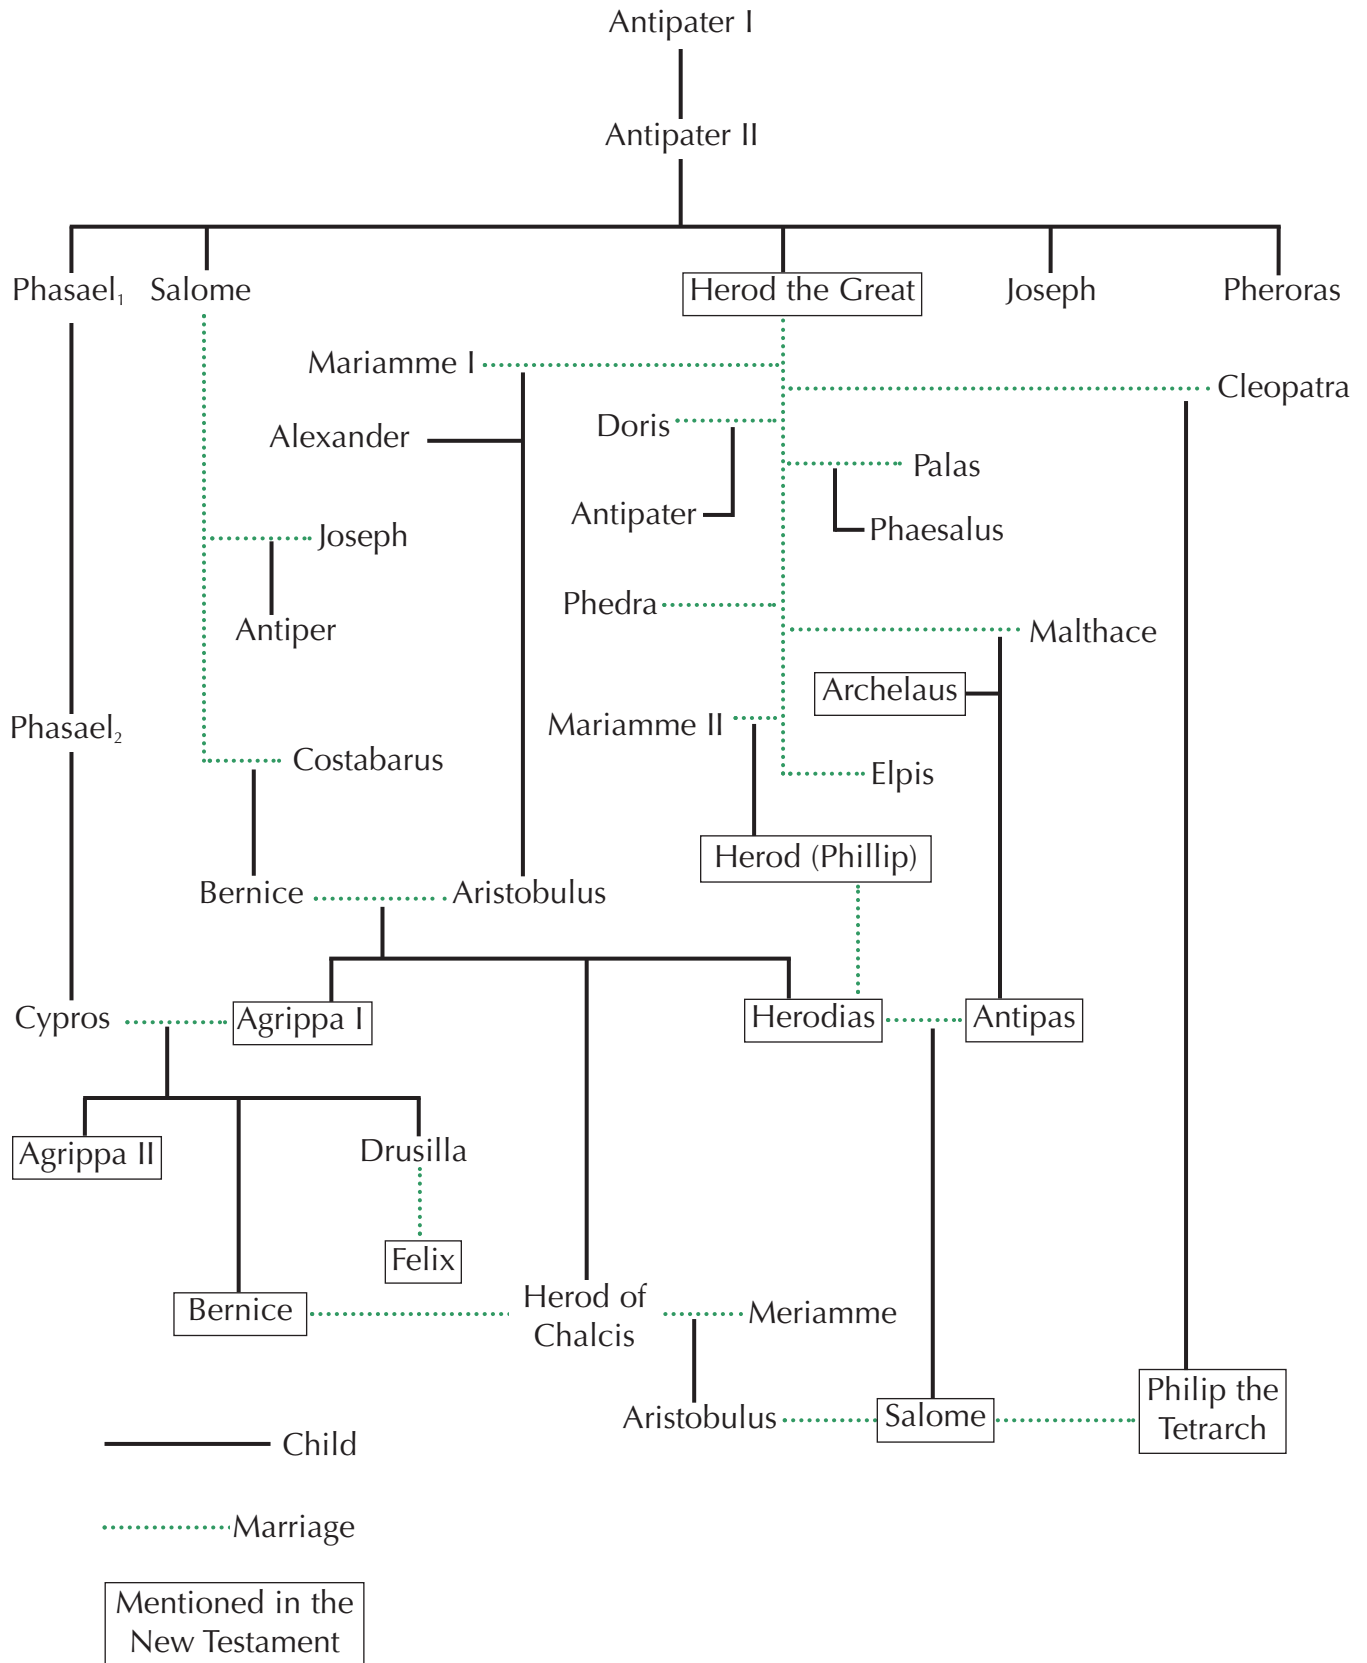 Antipater I
Antipater II
Phasael₁
Salome
Herod the Great
Joseph
Pheroras
Mariamme I
Cleopatra
Alexander
Doris
Palas
Antipater
Phaesalus
Joseph
Antiper
Phedra
Malthace
Archelaus
Phasael₂
Mariamme II
Costabarus
Elpis
Herod (Phillip)
Bernice
Aristobulus
Cypros
Agrippa I
Herodias
Antipas
Agrippa II
Drusilla
Felix
Bernice
Herod of
Chalcis
Meriamme
Aristobulus
Salome
Philip the
Tetrarch
Child
Marriage
Mentioned in the
New Testament